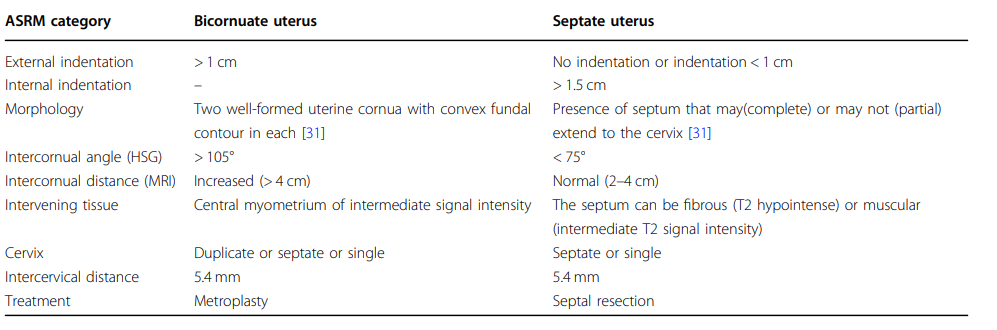 ASRM category Bicornuate uterus Septate uterus
External indentation > 1 cm No indentation or indentation < 1 cm
Internal indentation – > 1.5 cm
Morphology Two well-formed uterine cornua with convex fundal Presence of septum that may(complete) or may not (partial)
contour in each [31] extend to the cervix [31]
Intercornual angle (HSG) > 105° < 75°
Intercornual distance (MRI) Increased (> 4 cm) Normal (2–4 cm)
Intervening tissue Central myometrium of intermediate signal intensity The septum can be fibrous (T2 hypointense) or muscular
(intermediate T2 signal intensity)
Cervix Duplicate or septate or single Septate or single
Intercervical distance 5.4 mm 5.4 mm
Treatment Metroplasty Septal resection